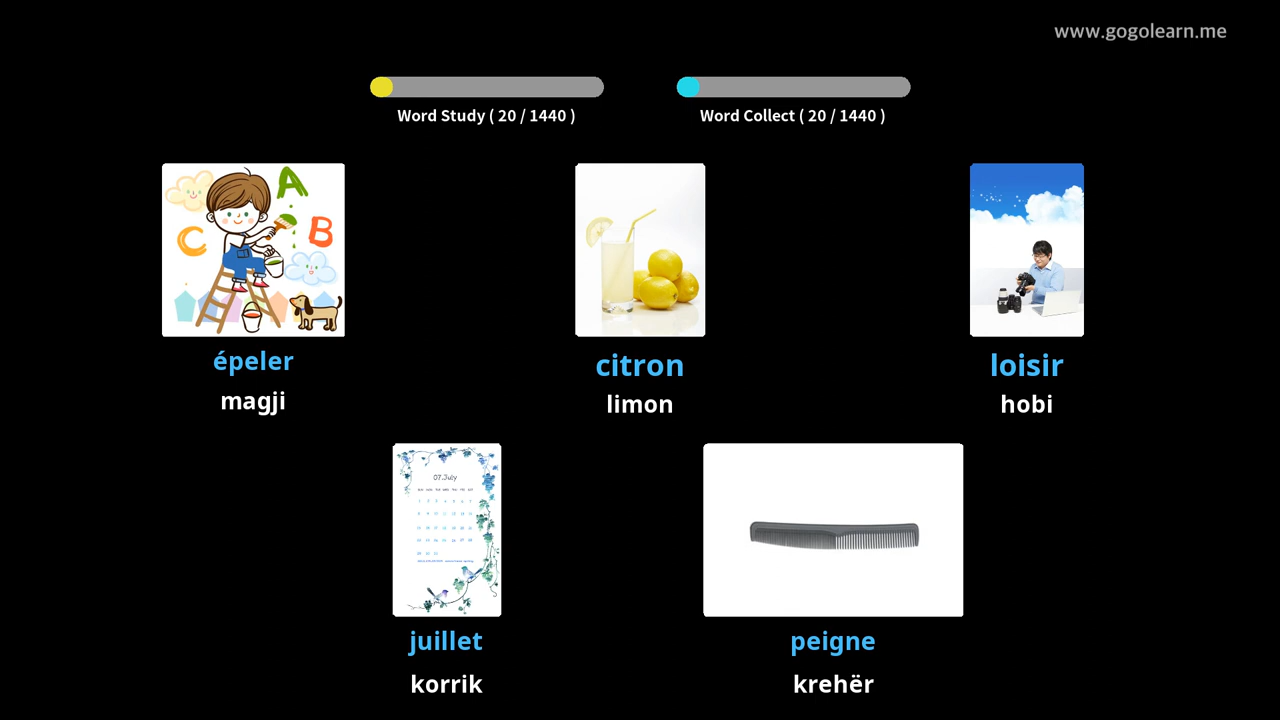 www.gogolearn.me
Word Study ( 20 / 1440 )
Word Collect ( 20 / 1440 )
A
B
C
épeler
magji
citron
limon
loisir
hobi
07.July
juillet
korrik
peigne
krehër